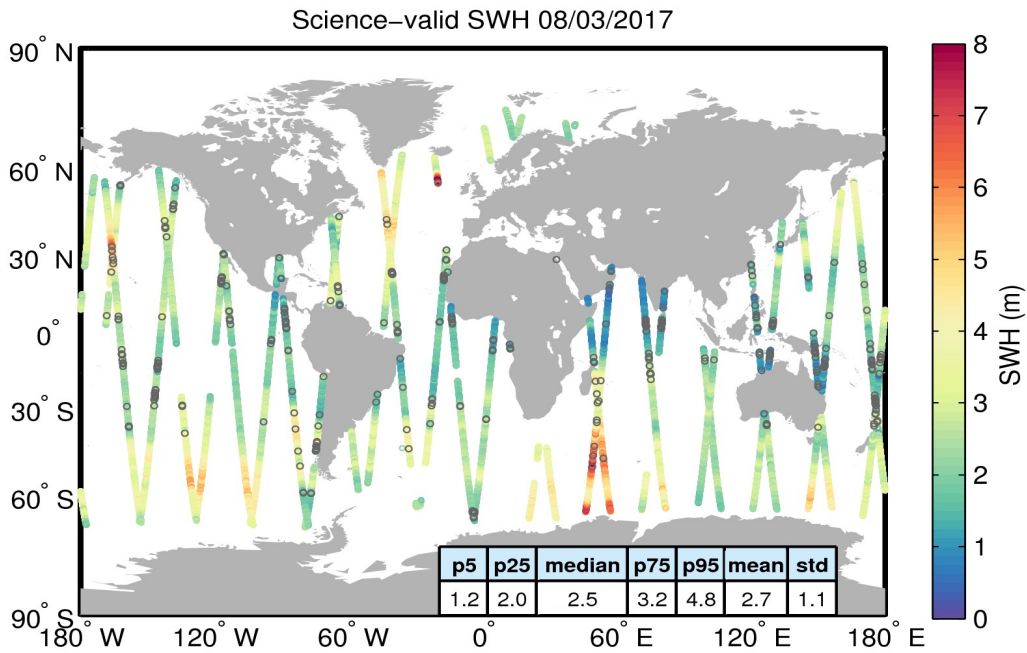 Science−valid SWH 08/03/2017
90° N
60° N
30° N
0°
30° S
60° S
90° S
180° W
120° W
60° W
0°
60° E
120° E
180° E
p5 p25 median p75 p95 mean std
1.2 2.0 2.5 3.2 4.8 2.7 1.1
8
7
6
5
4
3
2
1
0
SWH (m)